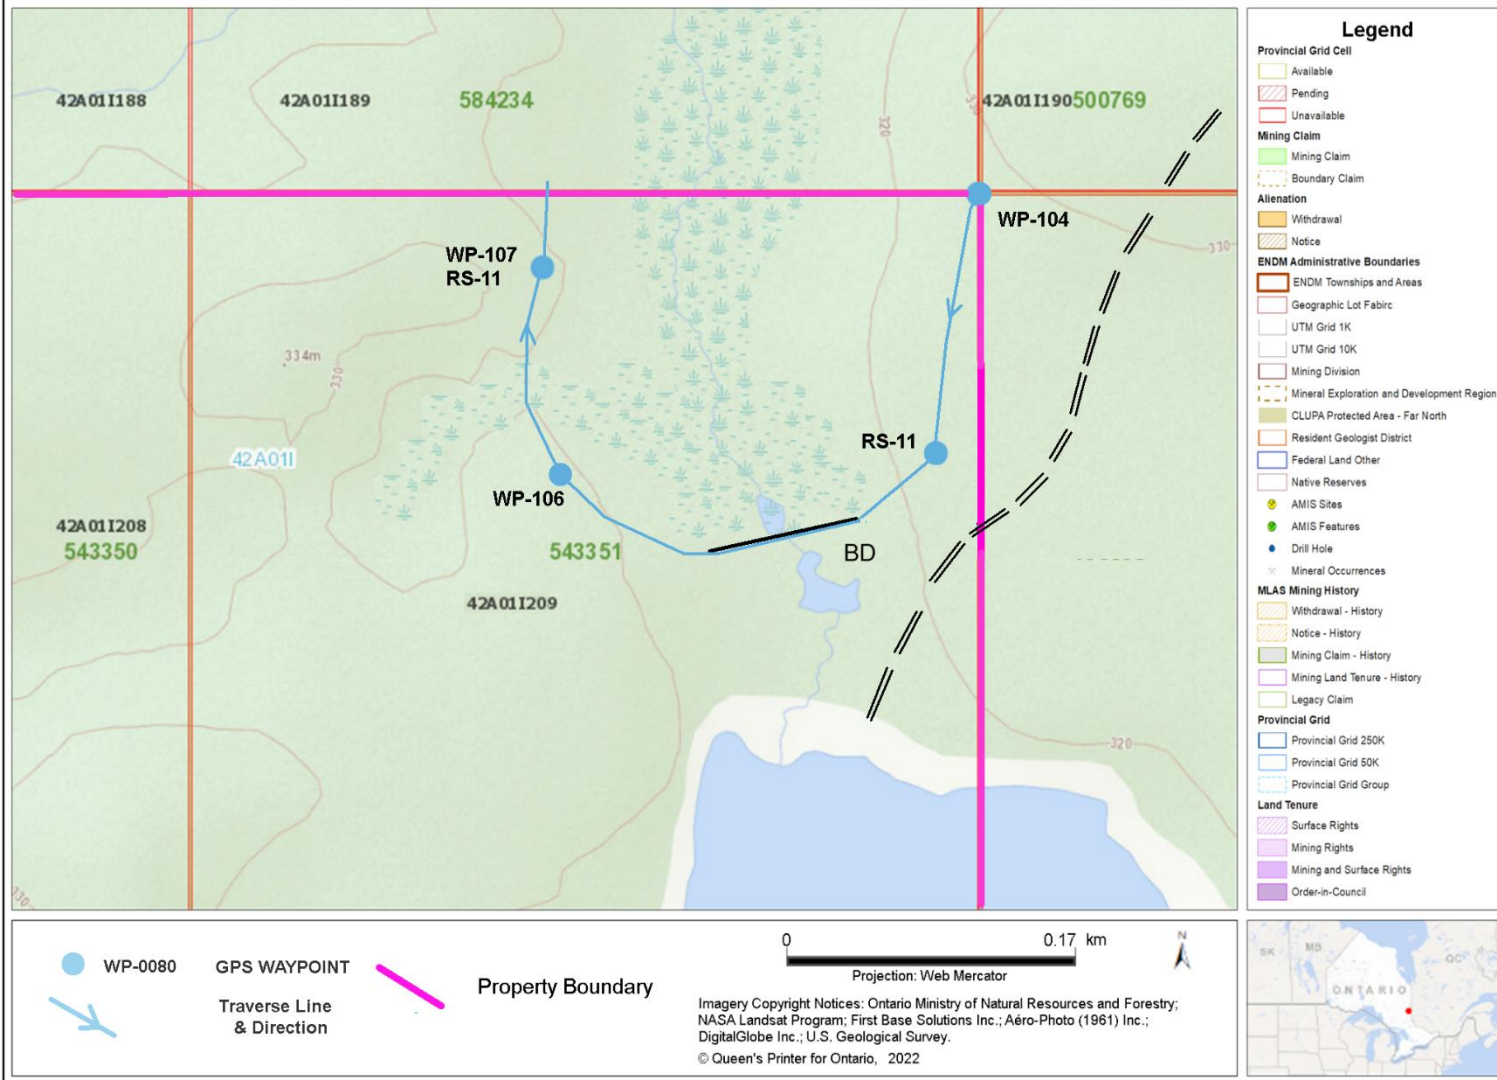 42A01I188
42A01I189
584234
42A01I190
500769
320
330
WP-104
330
WP-107
RS-11
334m
330
RS-11
42A01I
WP-106
42A01I208
543350
543351
BD
42A01I209
320
330
Legend
Provincial Grid Cell
Available
Pending
Unavailable
Mining Claim
Mining Claim
Boundary Claim
Alienation
Withdrawal
Notice
ENDM Administrative Boundaries
ENDM Townships and Areas
Geographic Lot Fabirc
UTM Grid 1K
UTM Grid 10K
Mining Division
Mineral Exploration and Development Region
CLUPA Protected Area - Far North
Resident Geologist District
Federal Land Other
Native Reserves
AMIS Sites
AMIS Features
Drill Hole
Mineral Occurrences
MLAS Mining History
Withdrawal - History
Notice - History
Mining Claim - History
Mining Land Tenure - History
Legacy Claim
Provincial Grid
Provincial Grid 250K
Provincial Grid 50K
Provincial Grid Group
Land Tenure
Surface Rights
Mining Rights
Mining and Surface Rights
Order-in-Council
WP-0080 GPS WAYPOINT
Traverse Line
& Direction
Property Boundary
0 0.17 km
Projection: Web Mercator
N
Imagery Copyright Notices: Ontario Ministry of Natural Resources and Forestry;
NASA Landsat Program; First Base Solutions Inc.; Aéro-Photo (1961) Inc.;
DigitalGlobe Inc.; U.S. Geological Survey.
© Queen's Printer for Ontario, 2022
SK
MB
QC
ONTARIO